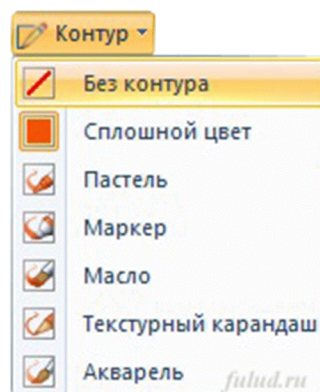 Контур
Без контура
Сплошной цвет
Пастель
Маркер
Масло
Текстурный карандаш
Акварель
fulud.ru